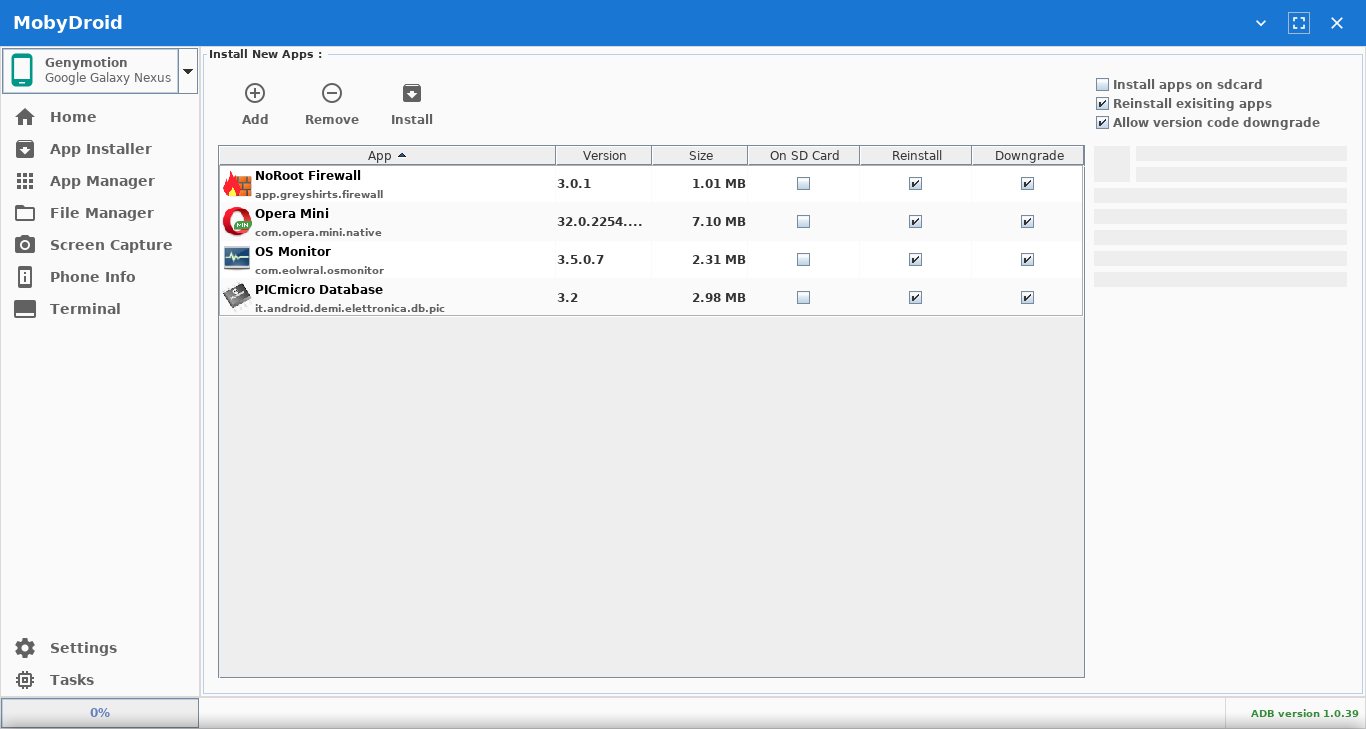 MobyDroid
Genymotion
Google Galaxy Nexus
Home
App Installer
App Manager
File Manager
Screen Capture
Phone Info
Terminal
Settings
Tasks
0%
Install New Apps :
Add Remove Install
Install apps on sdcard
Reinstall exisiting apps
Allow version code downgrade
App Version Size On SD Card Reinstall Downgrade
NoRoot Firewall
app.greyshirts.firewall
3.0.1 1.01 MB
Opera Mini
com.opera.mini.native
32.0.2254.... 7.10 MB
OS Monitor
com.eolwral.osmonitor
3.5.0.7 2.31 MB
PICmicro Database
it.android.demi.elettronica.db.pic
3.2 2.98 MB
ADB version 1.0.39